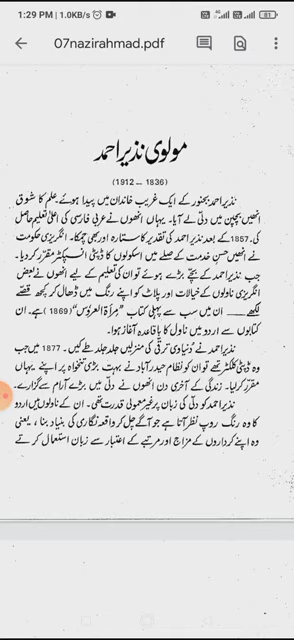 1:29 PM | 1.0KB/s
07nazirahmad.pdf
مولوی نذیر احمد
(1836 — 1912)
نذیر احمد بجنور کے ایک غریب خاندان میں پیدا ہوئے۔ علم کا شوق
انھیں بچپن میں دلّی لے آیا۔ یہاں انھوں نے عربی فارسی کی اعلیٰ تعلیم حاصل
کی۔ 1857 کے بعد نذیر احمد کی تقدیر کا ستارہ اور بھی چمکا۔ انگریزی حکومت
نے انھیں حسنِ خدمت کے صلے میں اسکولوں کا ڈپٹی انسپکٹر مقرر کر دیا۔
جب نذیر احمد کے بچّے بڑے ہوئے تو ان کی تعلیم کے لیے انھوں نے بعض
انگریزی ناولوں کے خیالات اور پلاٹ کو اپنے رنگ میں ڈھال کر کچھ قصّے
لکھے — ان میں سب سے پہلی کتاب "مراۃ العروس" (1869) ہے۔ ان
کتابوں سے اردو میں ناول کا باقاعدہ آغاز ہوا۔
نذیر احمد نے دُنیاوی ترقی کی منزلیں جلد جلد طے کیں۔ 1877 میں جب
وہ ڈپٹی کلکٹر تھے تو انکو نظام حیدرآباد نے بہت بڑی تنخواہ پر اپنے یہاں
مقرّر کر لیا۔ زندگی کے آخری دن انھوں نے دلّی میں بڑے آرام سے گزارے۔
نذیر احمد کو دلّی کی زبان پر غیر معمولی قدرت تھی۔ ان کے ناولوں میں اردو
کا وہ رنگ روپ نظر آتا ہے جو آگے چل کر واقعہ نگاری کی بنیاد بنا، یعنی
وہ اپنے کرداروں کے مزاج اور مرتبے کے اعتبار سے زبان استعمال کرتے